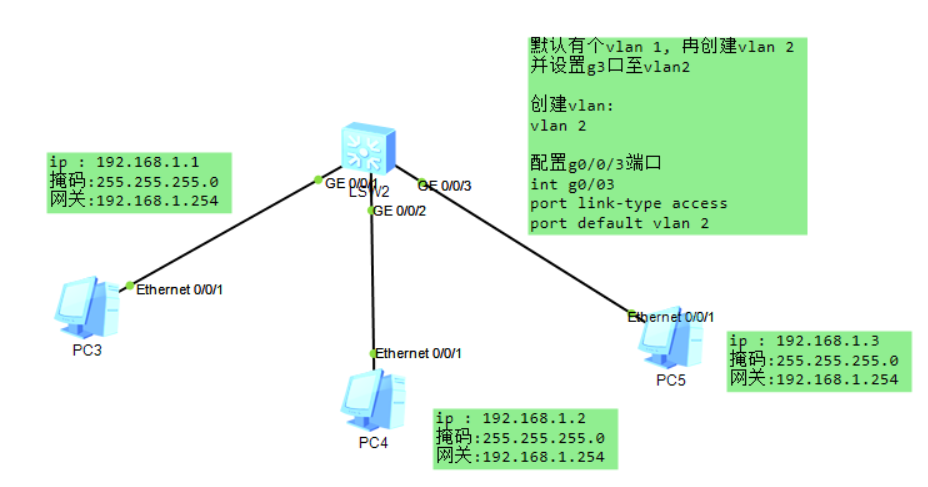 默认有个vlan 1, 冉创建vlan 2
并设置g3口至vlan2
创建vlan:
vlan 2
配置g0/0/3端口
int g0/03
port link-type access
port default vlan 2
ip : 192.168.1.1
掩码:255.255.255.0
网关:192.168.1.254
GE 0/0/1
GE 0/0/3
LSW2
GE 0/0/2
Ethernet 0/0/1
PC3
Ethernet 0/0/1
PC4
Ethernet 0/0/1
PC5
ip : 192.168.1.3
掩码:255.255.255.0
网关:192.168.1.254
ip : 192.168.1.2
掩码:255.255.255.0
网关:192.168.1.254